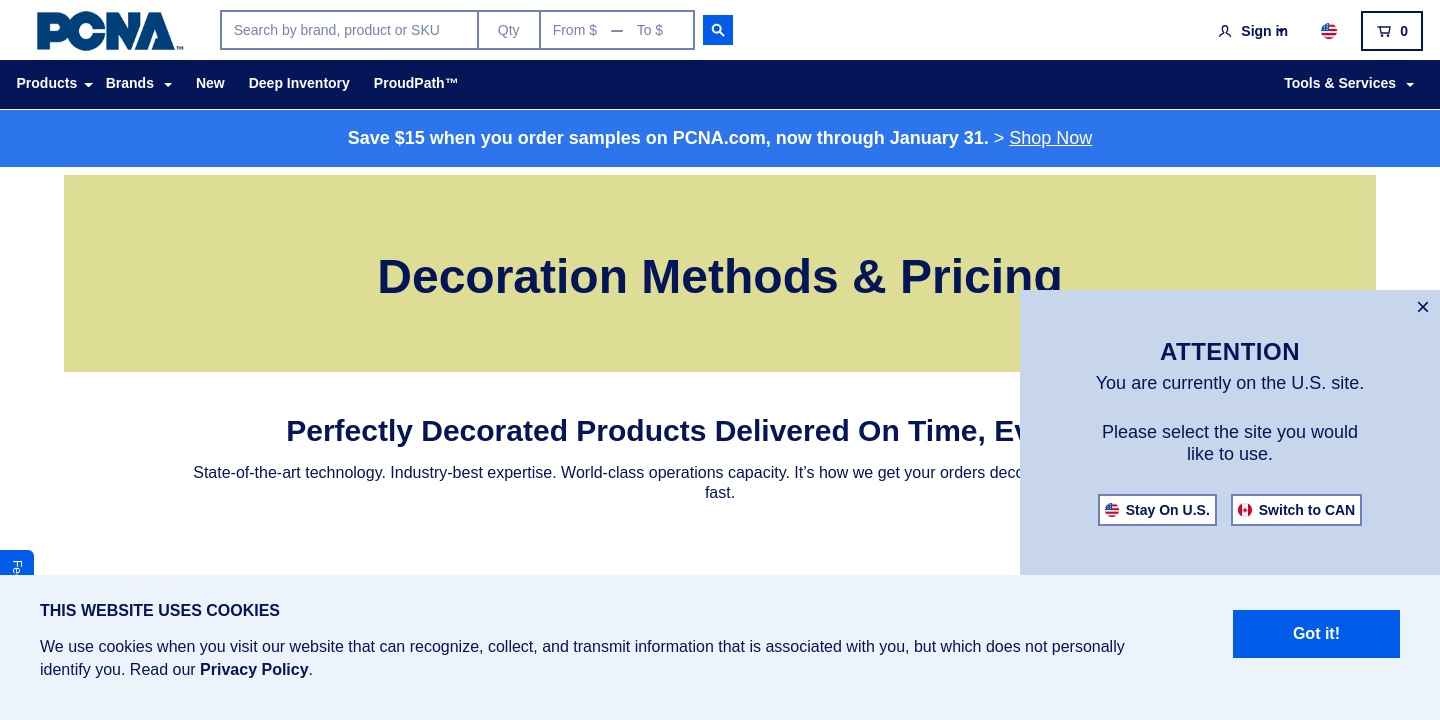 PCNA™
Search by brand, product or SKU
Qty
From $ — To $
Sign in
0
Products
Brands
New
Deep Inventory
ProudPath™
Tools & Services
Save $15 when you order samples on PCNA.com, now through January 31. > Shop Now
Decoration Methods & Pricing
×
ATTENTION
You are currently on the U.S. site.
Please select the site you would
like to use.
Stay On U.S.
Switch to CAN
Perfectly Decorated Products Delivered On Time,
State-of-the-art technology. Industry-best expertise. World-class operations capacity. It’s how we get your orders
fast.
THIS WEBSITE USES COOKIES
We use cookies when you visit our website that can recognize, collect, and transmit information that is associated with you, but which does not personally
identify you. Read our Privacy Policy.
Got it!